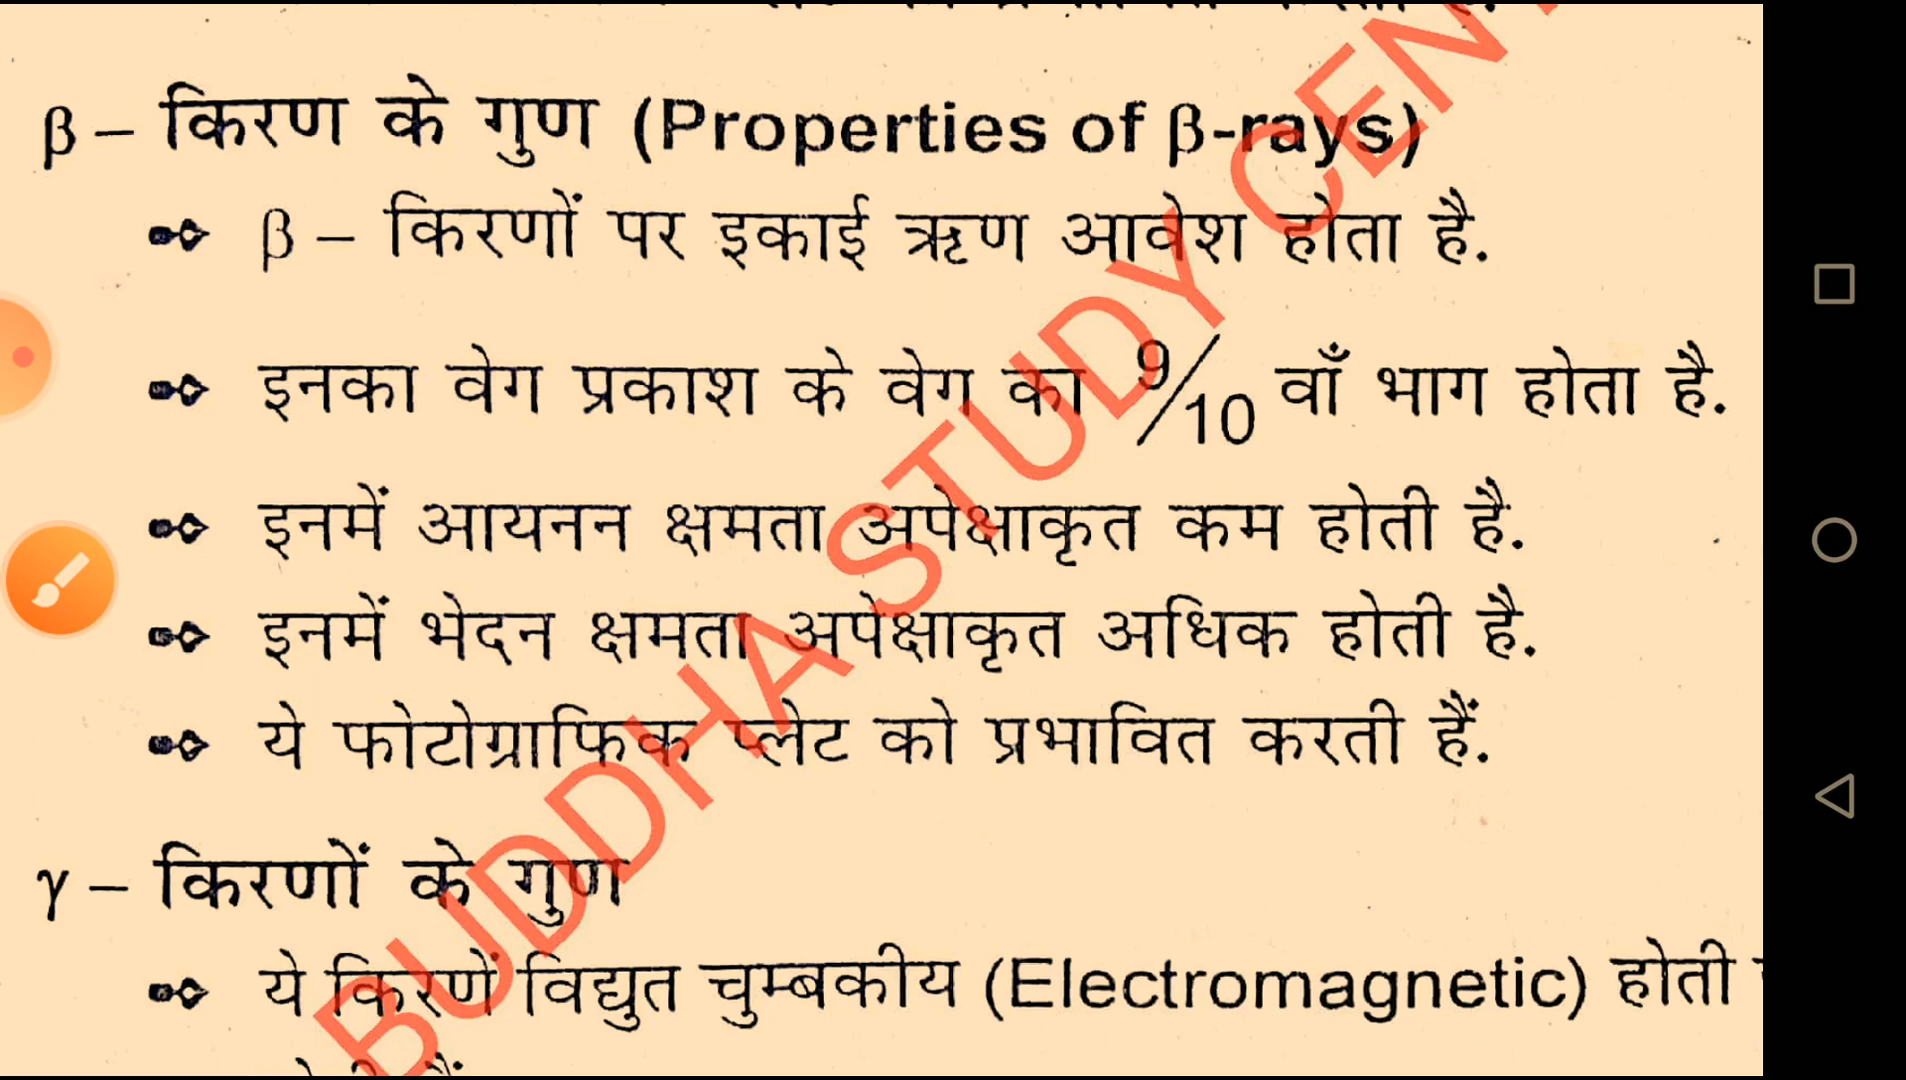 β – किरण के गुण (Properties of β-rays)
β – किरणों पर इकाई ऋण आवेश होता है.
इनका वेग प्रकाश के वेग का 9/10 वाँ भाग होता है.
इनमें आयनन क्षमता अपेक्षाकृत कम होती है.
इनमें भेदन क्षमता अपेक्षाकृत अधिक होती है.
ये फोटोग्राफिक प्लेट को प्रभावित करती हैं.
γ – किरणों के गुण
ये किरणें विद्युत चुम्बकीय (Electromagnetic) होती
BUDDHA STUDY CEN